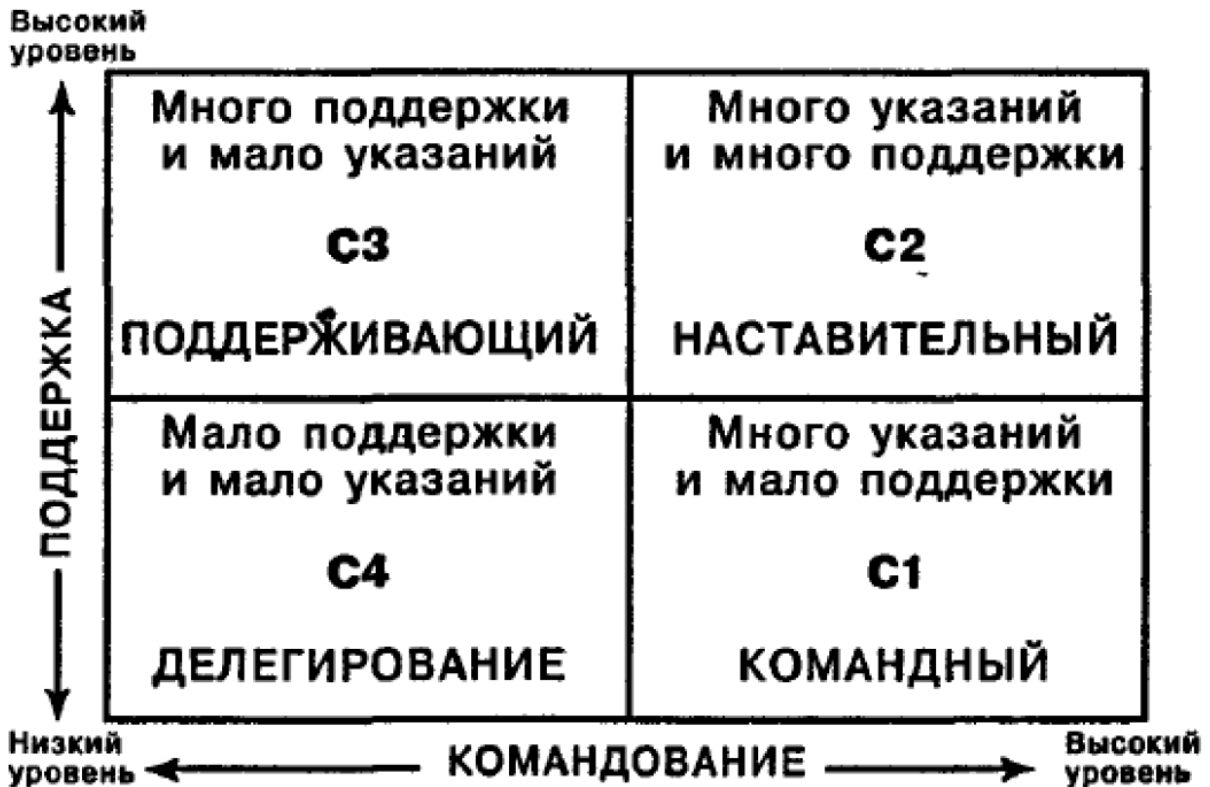 Высокий
уровень
Много поддержки
и мало указаний
С3
ПОДДЕРЖИВАЮЩИЙ
Много указаний
и много поддержки
С2
НАСТАВИТЕЛЬНЫЙ
ПОДДЕРЖКА
Мало поддержки
и мало указаний
С4
ДЕЛЕГИРОВАНИЕ
Много указаний
и мало поддержки
С1
КОМАНДНЫЙ
Низкий
уровень
КОМАНДОВАНИЕ
Высокий
уровень